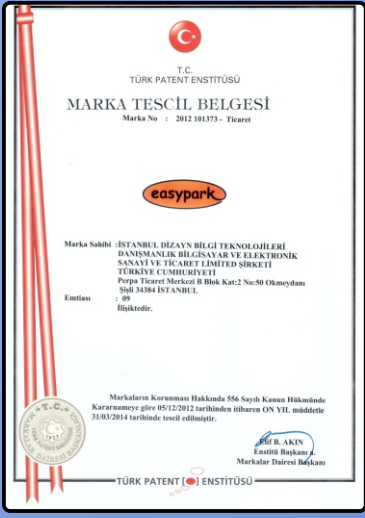 T.C.
TÜRK PATENT ENSTİTÜSÜ
MARKA TESCİL BELGESİ
Marka No : 2012 101373 - Ticaret
easypark
Marka Sahibi :İSTANBUL DİZAYN BİLGİ TEKNOLOJİLERİ
DANIŞMANLIK BİLGİSAYAR VE ELEKTRONİK
SANAYİ VE TİCARET LİMİTED ŞİRKETİ
TÜRKİYE CUMHURİYETİ
Perpa Ticaret Merkezi B Blok Kat:2 No:50 Okmeydanı
Şişli 34384 İSTANBUL
Emtiası : 09
İlişiktedir.
Markaların Korunması Hakkında 556 Sayılı Kanun Hükmünde
Kararnameye göre 05/12/2012 tarihinden itibaren ON YIL müddetle
31/03/2014 tarihinde tescil edilmiştir.
T.C.
Elif B. AKIN
Enstitü Başkanı a.
Markalar Dairesi Başkanı
TÜRK PATENT ENSTİTÜSÜ